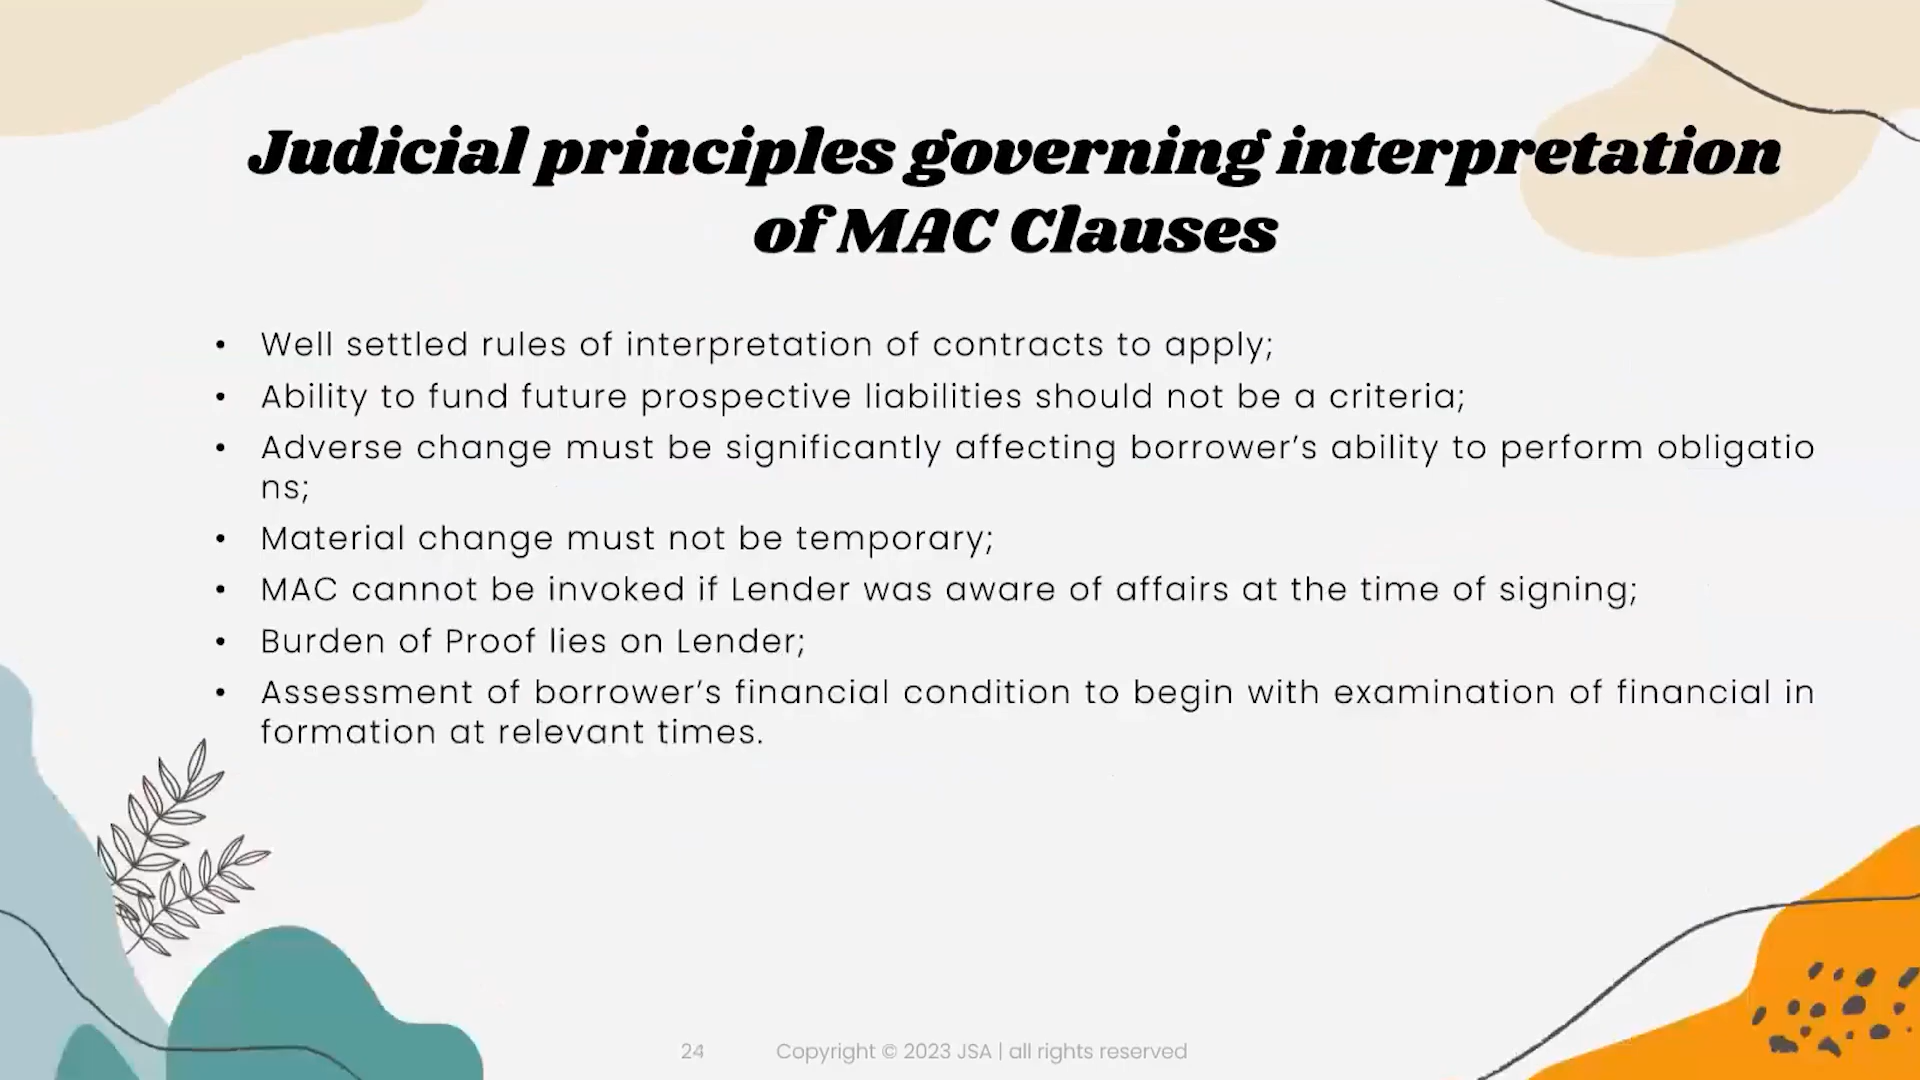 Judicial principles governing interpretation
of MAC Clauses
• Well settled rules of interpretation of contracts to apply;
• Ability to fund future prospective liabilities should not be a criteria;
• Adverse change must be significantly affecting borrower’s ability to perform obligatio
ns;
• Material change must not be temporary;
• MAC cannot be invoked if Lender was aware of affairs at the time of signing;
• Burden of Proof lies on Lender;
• Assessment of borrower’s financial condition to begin with examination of financial in
formation at relevant times.
24 Copyright © 2023 JSA | all rights reserved